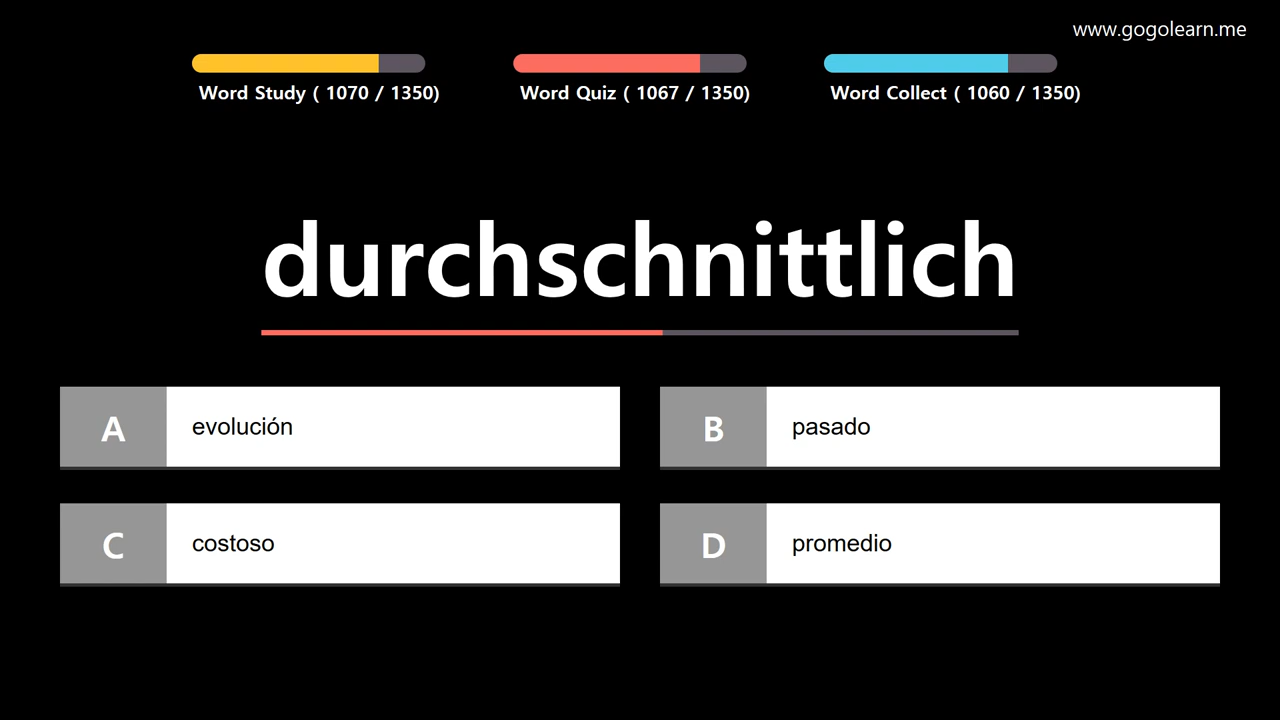 www.gogolearn.me
Word Study ( 1070 / 1350)
Word Quiz ( 1067 / 1350)
Word Collect ( 1060 / 1350)
durchschnittlich
A evolución
B pasado
C costoso
D promedio